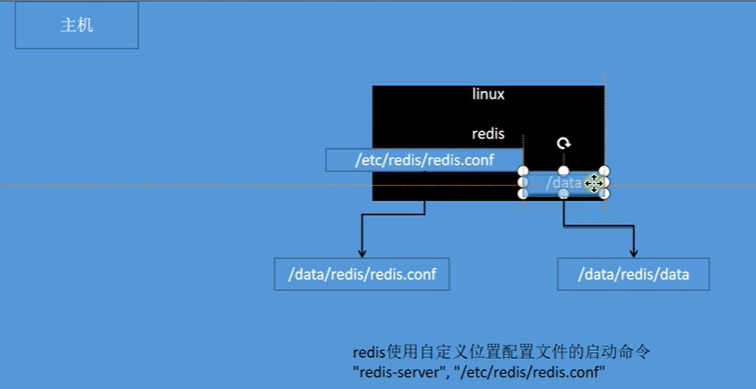 主机
linux
redis
/etc/redis/redis.conf
/data
/data/redis/redis.conf
/data/redis/data
redis使用自定义位置配置文件的启动命令
"redis-server", "/etc/redis/redis.conf"